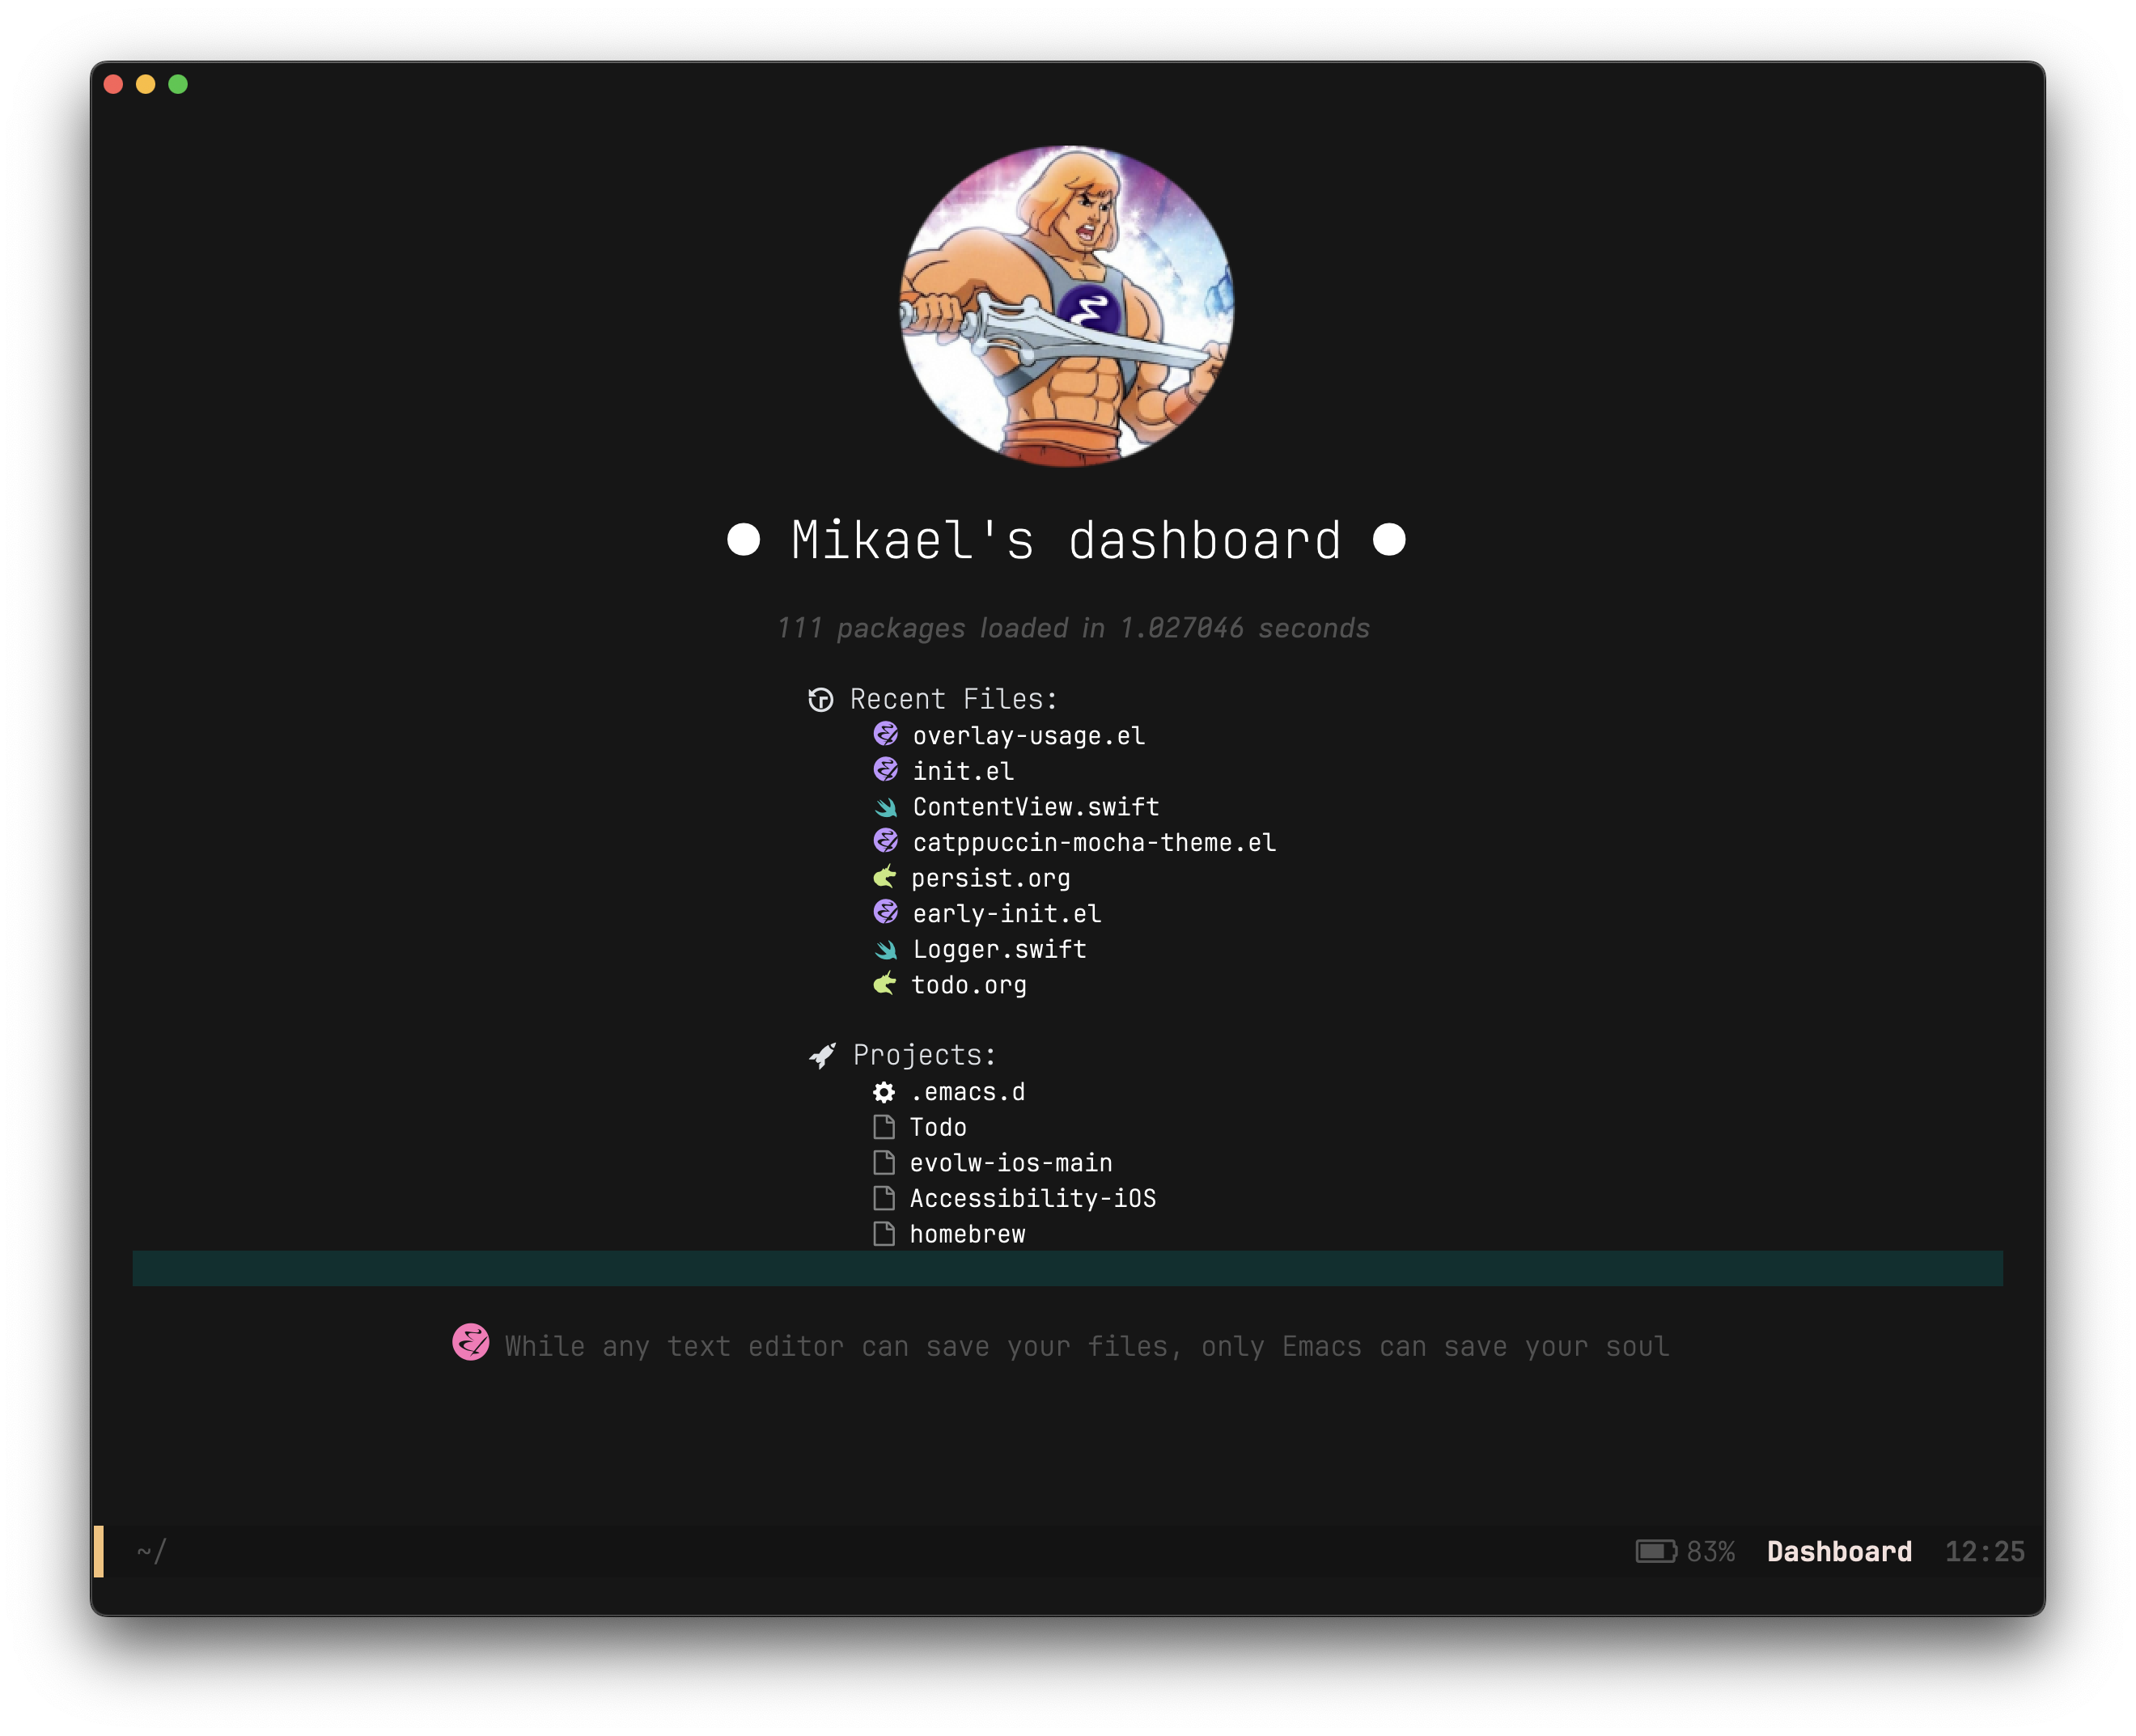 ● Mikael's dashboard ●
111 packages loaded in 1.027046 seconds
Recent Files:
overlay-usage.el
init.el
ContentView.swift
catppuccin-mocha-theme.el
persist.org
early-init.el
Logger.swift
todo.org
Projects:
.emacs.d
Todo
evolw-ios-main
Accessibility-iOS
homebrew
While any text editor can save your files, only Emacs can save your soul
~/ 83% Dashboard 12:25